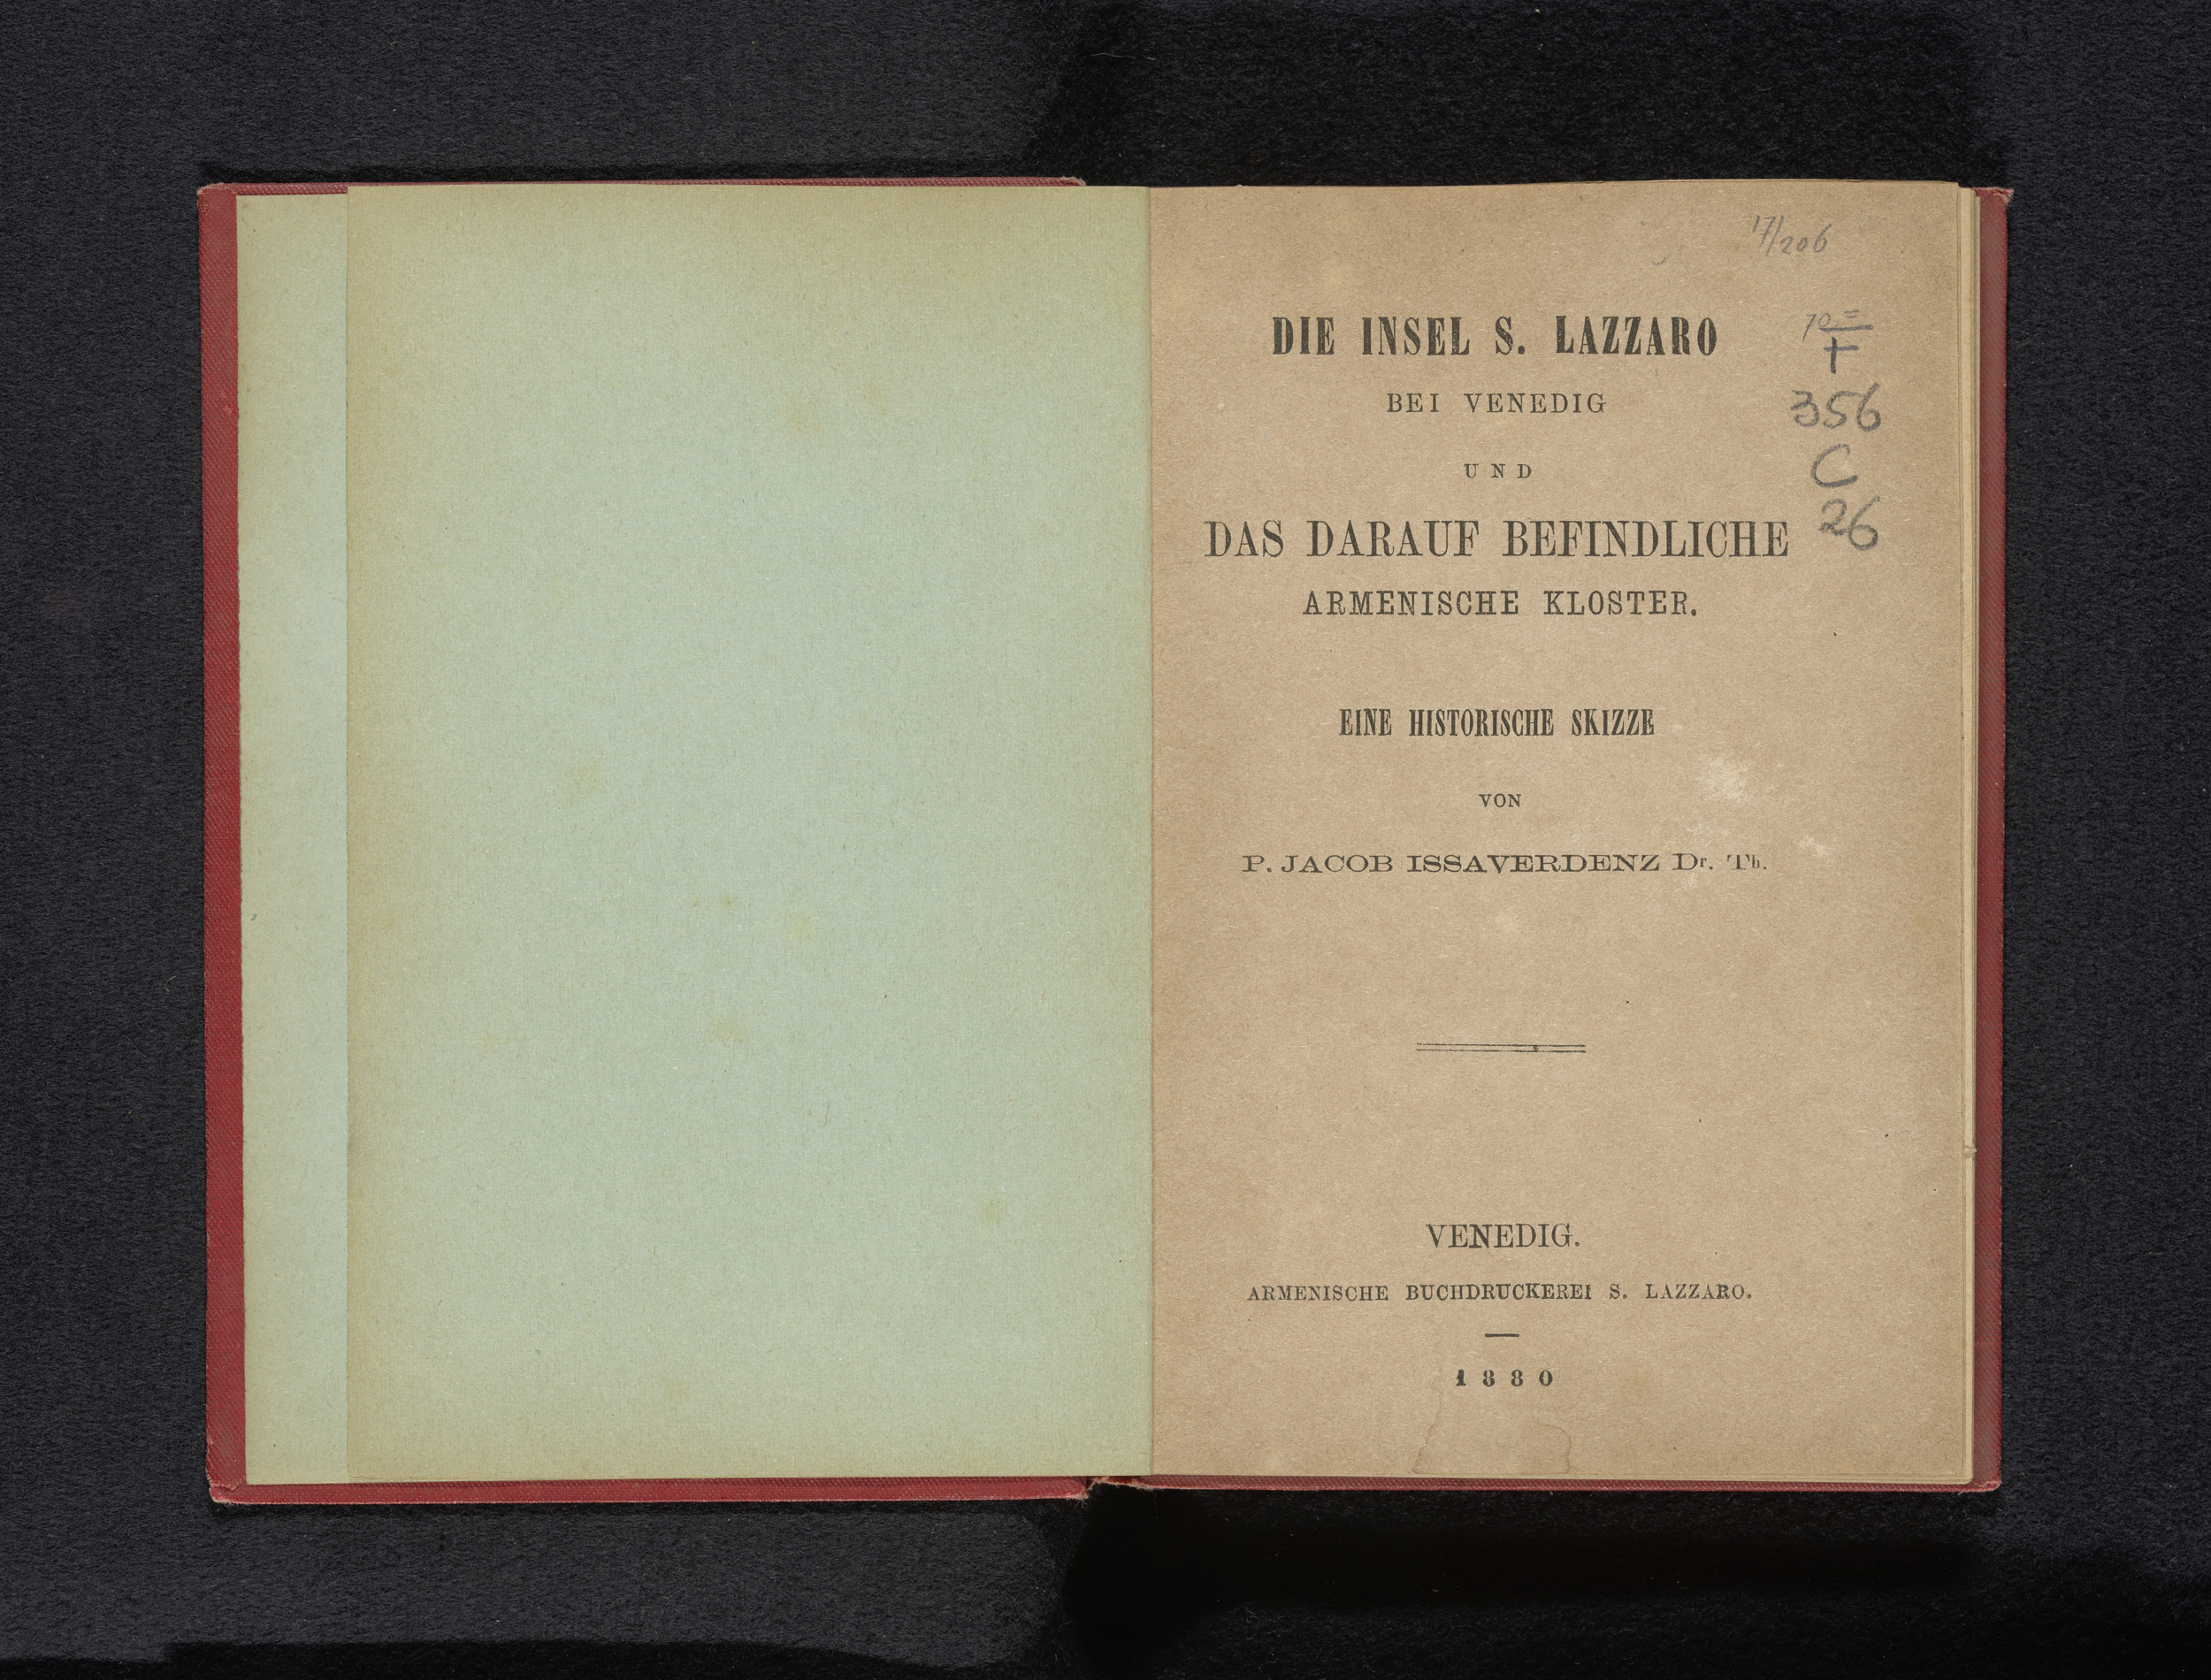 17/206
DIE INSEL S. LAZZARO
BEI VENEDIG
UND
DAS DARAUF BEFINDLICHE
ARMENISCHE KLOSTER.
EINE HISTORISCHE SKIZZE
VON
P. JACOB ISSAVERDENZ Dr. Th.
VENEDIG.
ARMENISCHE BUCHDRUCKEREI S. LAZZARO.
1880
356
C
26